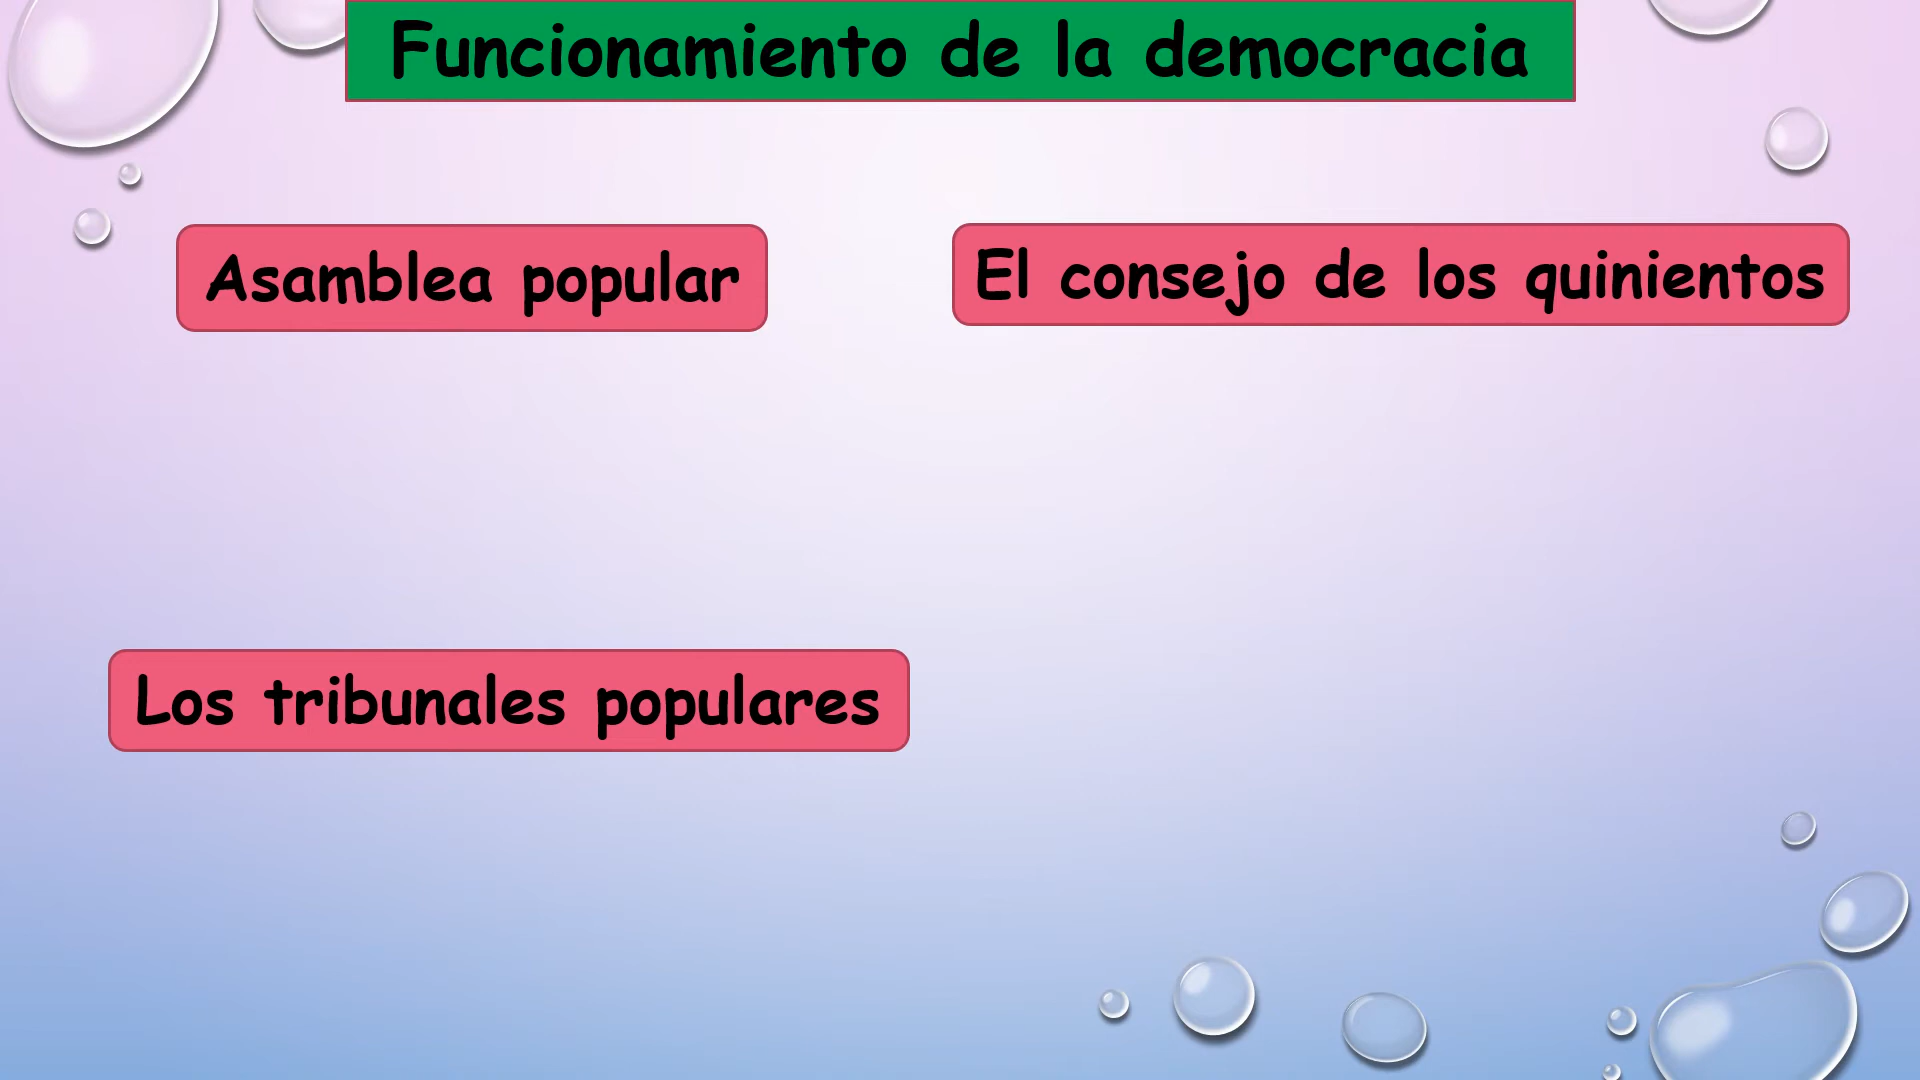 Funcionamiento de la democracia
Asamblea popular
El consejo de los quinientos
Los tribunales populares